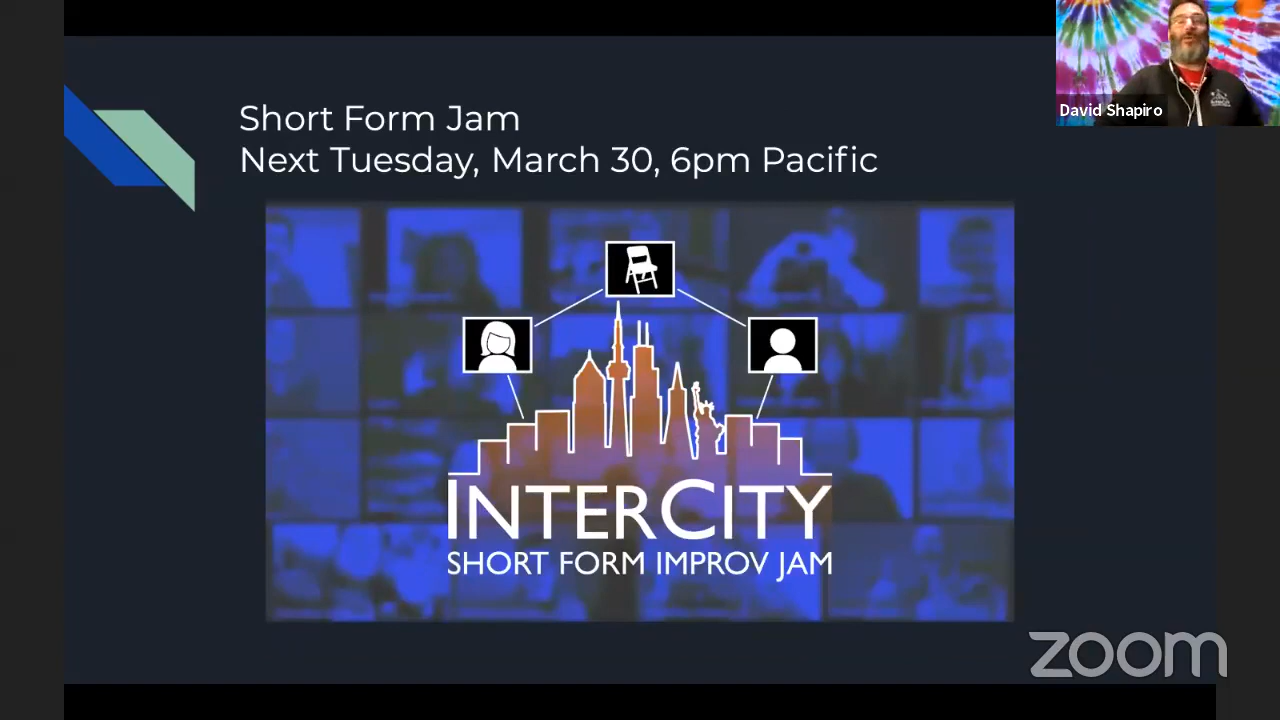 Short Form Jam
Next Tuesday, March 30, 6pm Pacific
David Shapiro
INTERCITY
SHORT FORM IMPROV JAM
zoom